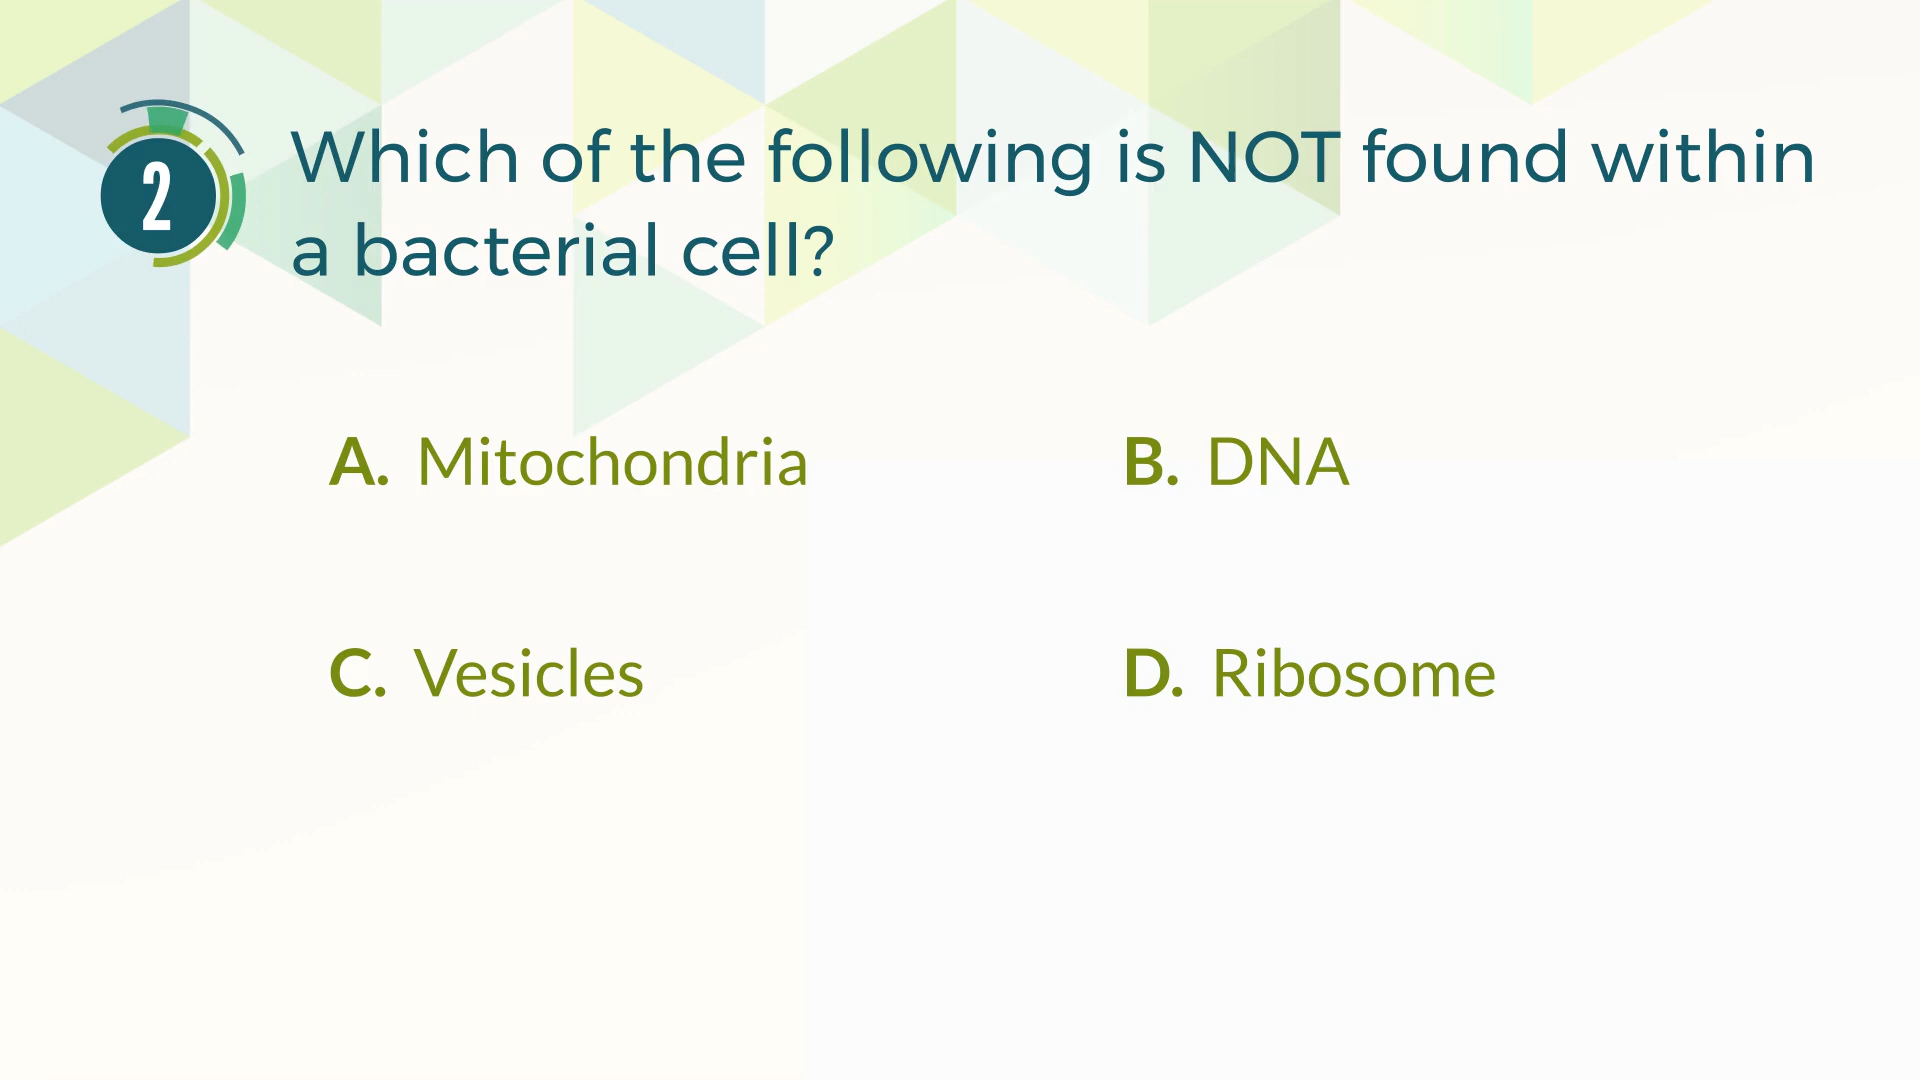 2
Which of the following is NOT found within
a bacterial cell?
A. Mitochondria
B. DNA
C. Vesicles
D. Ribosome